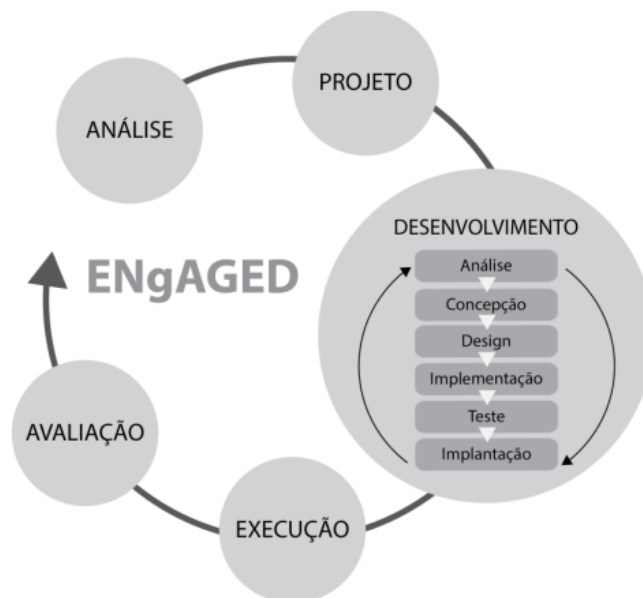 ANÁLISE
PROJETO
DESENVOLVIMENTO
Análise
Concepção
Design
Implementação
Teste
Implantação
EXECUÇÃO
AVALIAÇÃO
ENgAGED